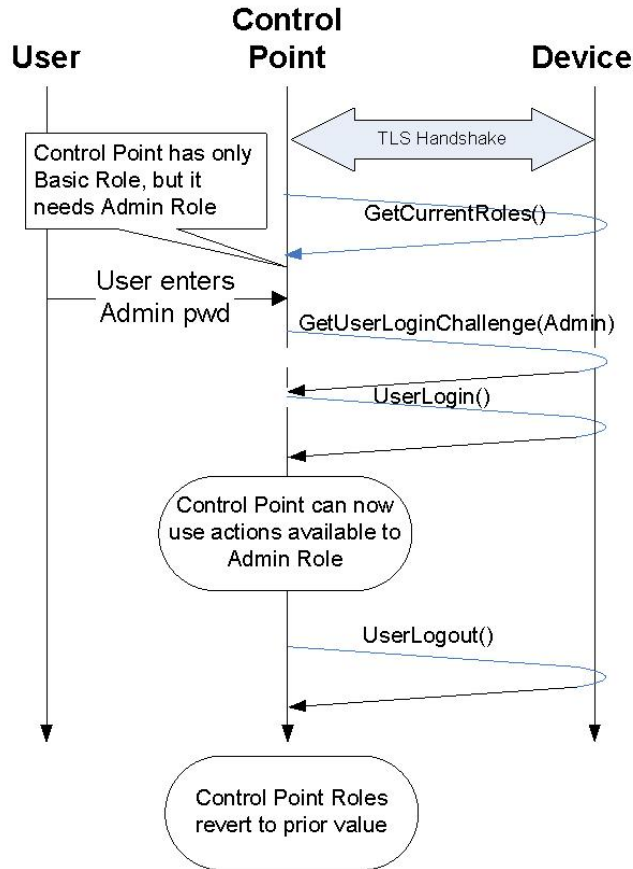 User
Control
Point
Device
TLS Handshake
Control Point has only
Basic Role, but it
needs Admin Role
GetCurrentRoles()
User enters
Admin pwd
GetUserLoginChallenge(Admin)
UserLogin()
Control Point can now
use actions available to
Admin Role
UserLogout()
Control Point Roles
revert to prior value